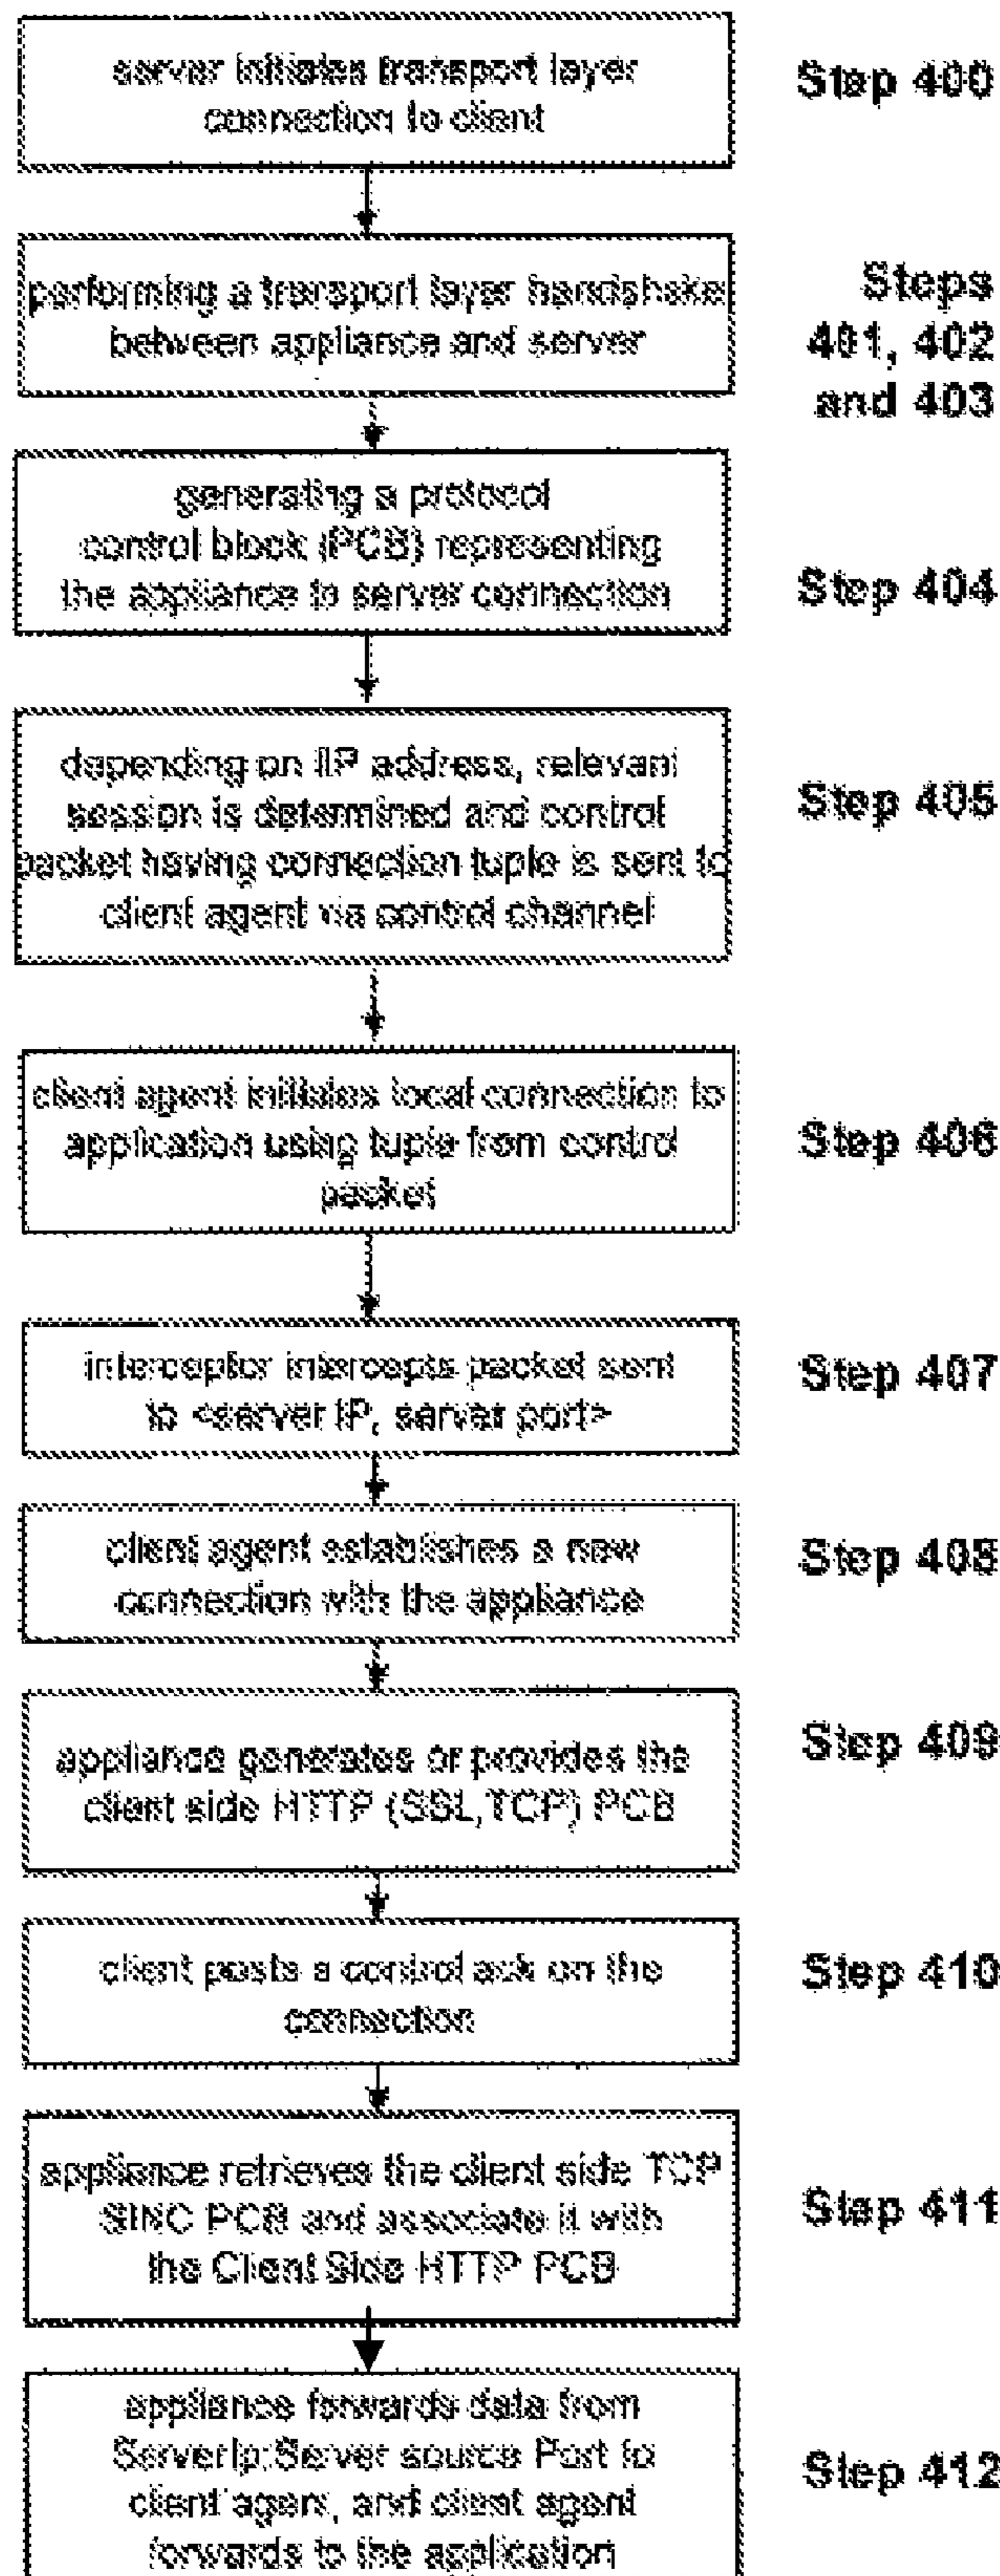 server initiates transport layer
connection to client
Step 400
performing a transport layer handshake
between appliance and server
Steps
401, 402
and 403
generating a protocol
control block (PCB) representing
the appliance to server connection
Step 404
depending on IIP address, relevant
session is determined and control
packet having connection tuple is sent to
client agent via control channel
Step 405
client agent initiates local connection to
application using tuple from control
packet
Step 406
interceptor intercepts packet sent
to <server IP, server port>
Step 407
client agent establishes a new
connection with the appliance
Step 408
appliance generates or provides the
client side HTTP (SSL,TCP) PCB
Step 409
client posts a control ack on the
connection
Step 410
appliance retrieves the client side TCP
SINC PCB and associate it with
the Client Side HTTP PCB
Step 411
appliance forwards data from
ServerIp:Server source Port to
client agent, and client agent
forwards to the application
Step 412